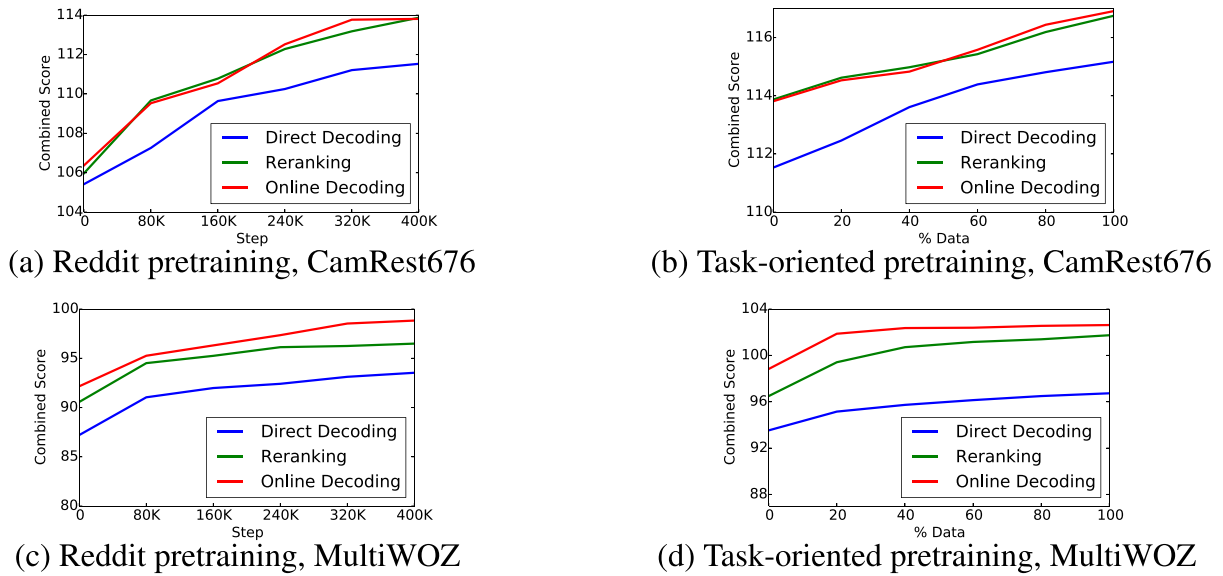 114
112
110
108
106
104
Combined Score
Direct Decoding
Reranking
Online Decoding
0 80K 160K 240K 320K 400K
Step
(a) Reddit pretraining, CamRest676
116
114
112
110
Combined Score
Direct Decoding
Reranking
Online Decoding
0 20 40 60 80 100
% Data
(b) Task-oriented pretraining, CamRest676
100
95
90
85
80
Combined Score
Direct Decoding
Reranking
Online Decoding
0 80K 160K 240K 320K 400K
Step
(c) Reddit pretraining, MultiWOZ
104
100
96
92
88
Combined Score
Direct Decoding
Reranking
Online Decoding
0 20 40 60 80 100
% Data
(d) Task-oriented pretraining, MultiWOZ